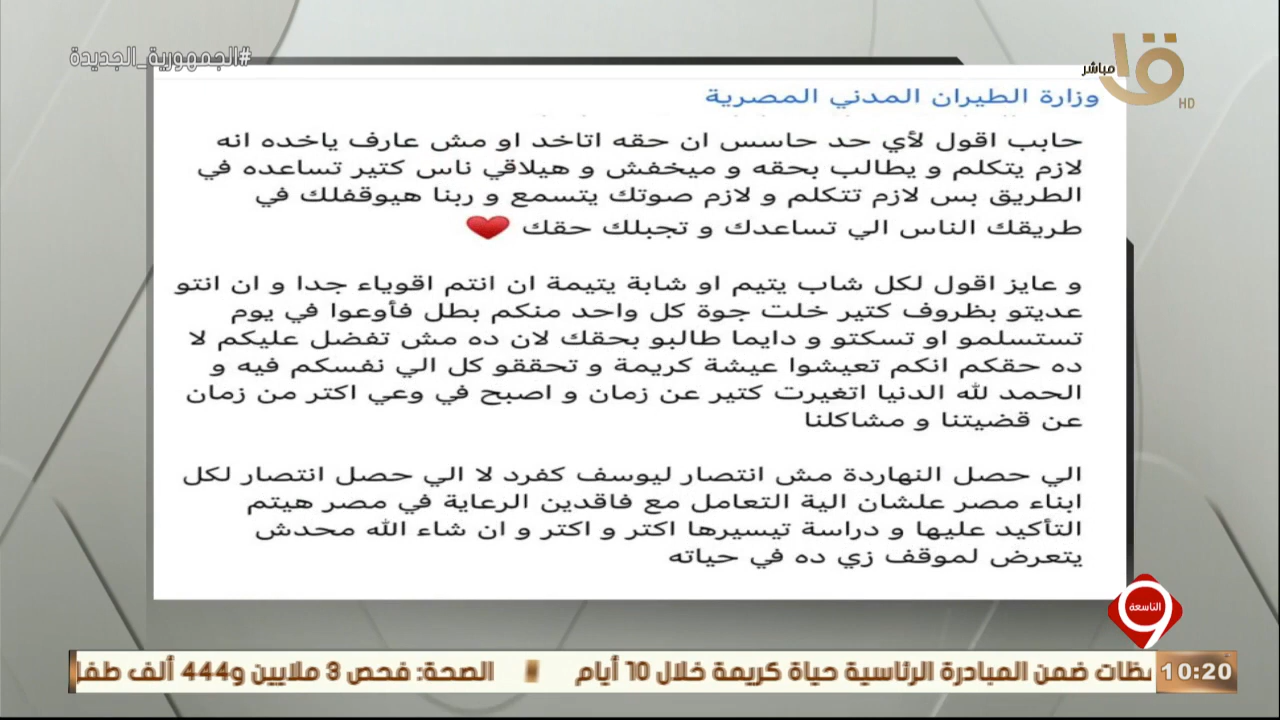 #الجمهورية_الجديدة
مباشر
HD
وزارة الطيران المدني المصرية
حابب اقول لأي حد حاسس ان حقه اتاخد او مش عارف ياخده انه
لازم يتكلم و يطالب بحقه و ميخفش و هيلاقي ناس كتير تساعده في
الطريق بس لازم تتكلم و لازم صوتك يتسمع و ربنا هيوقفلك في
طريقك الناس الي تساعدك و تجبلك حقك ❤
و عايز اقول لكل شاب يتيم او شابة يتيمة ان انتم اقوياء جدا و ان انتو
عديتو بظروف كتير خلت جوة كل واحد منكم بطل فأوعوا في يوم
تستسلمو او تسكتو و دايما طالبو بحقك لان ده مش تفضل عليكم لا
ده حقكم انكم تعيشوا عيشة كريمة و تحققو كل الي نفسكم فيه و
الحمد لله الدنيا اتغيرت كتير عن زمان و اصبح في وعي اكتر من زمان
عن قضيتنا و مشاكلنا
الي حصل النهاردة مش انتصار ليوسف كفرد لا الي حصل انتصار لكل
ابناء مصر علشان الية التعامل مع فاقدين الرعاية في مصر هيتم
التأكيد عليها و دراسة تيسيرها اكتر و اكتر و ان شاء الله محدش
يتعرض لموقف زي ده في حياته
التاسعة
9
10:20 ضمن المبادرة الرئاسية حياة كريمة خلال 10 أيام الصحة: فحص 3 ملايين و444 ألف